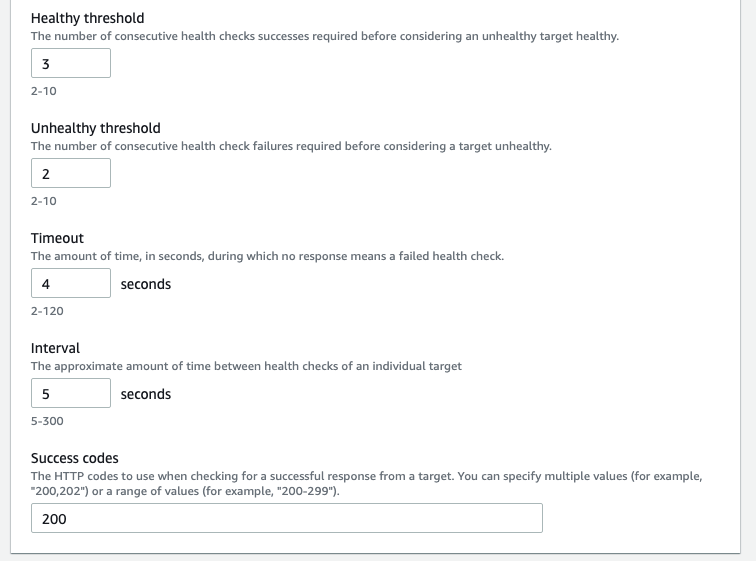 Healthy threshold
The number of consecutive health checks successes required before considering an unhealthy target healthy.
3
2-10
Unhealthy threshold
The number of consecutive health check failures required before considering a target unhealthy.
2
2-10
Timeout
The amount of time, in seconds, during which no response means a failed health check.
4 seconds
2-120
Interval
The approximate amount of time between health checks of an individual target
5 seconds
5-300
Success codes
The HTTP codes to use when checking for a successful response from a target. You can specify multiple values (for example,
"200,202") or a range of values (for example, "200-299").
200